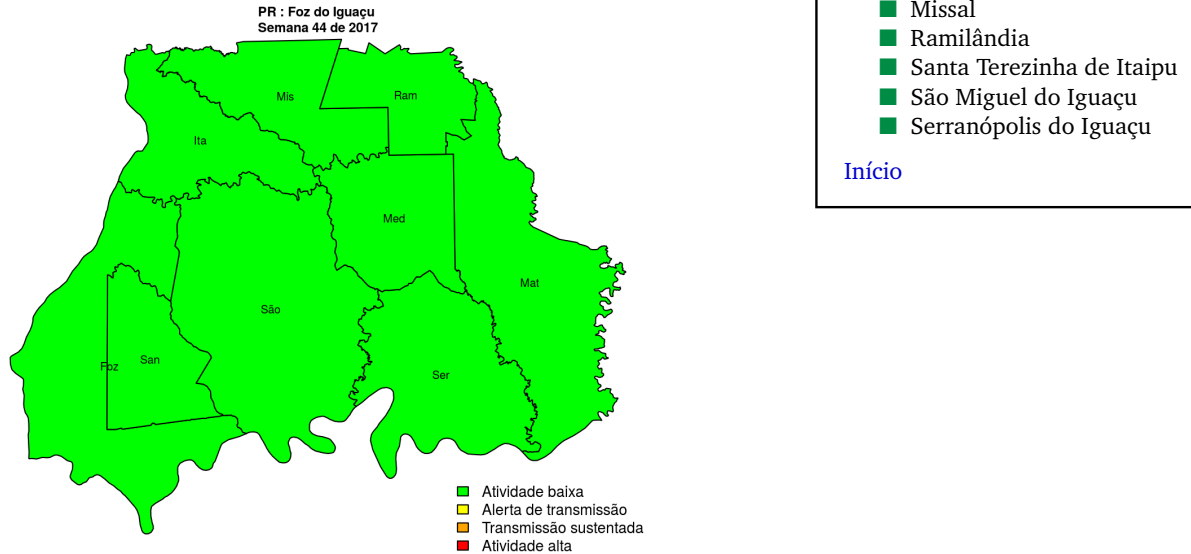 PR : Foz do Iguaçu
Semana 44 de 2017
Mis
Ram
Ita
Med
Mat
São
Foz
San
Ser
Atividade baixa
Alerta de transmissão
Transmissão sustentada
Atividade alta
Missal
Ramilândia
Santa Terezinha de Itaipu
São Miguel do Iguaçu
Serranópolis do Iguaçu
Início